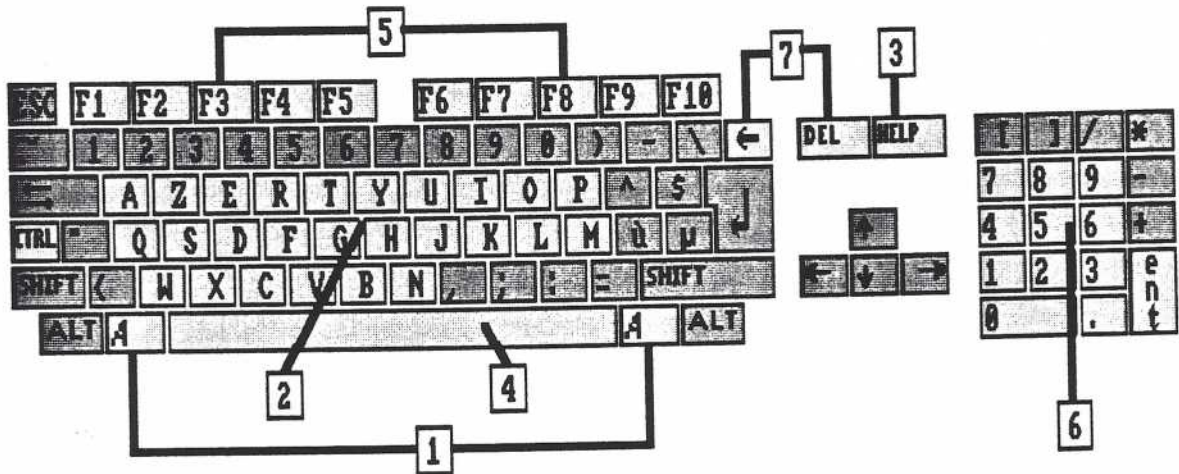 5
7 3
ESC F1 F2 F3 F4 F5 F6 F7 F8 F9 F10
1 2 3 4 5 6 7 8 9 0 ) - \ ← DEL HELP [ ] / *
A Z E R T Y U I O P ^ $ 7 8 9 -
CTRL Q S D F G H J K L M ù µ ↵ ↑ 4 5 6 +
SHIFT < W X C V B N , ; : = SHIFT ← ↓ → 1 2 3 ent
ALT A A ALT 0 .
2 4 6
1